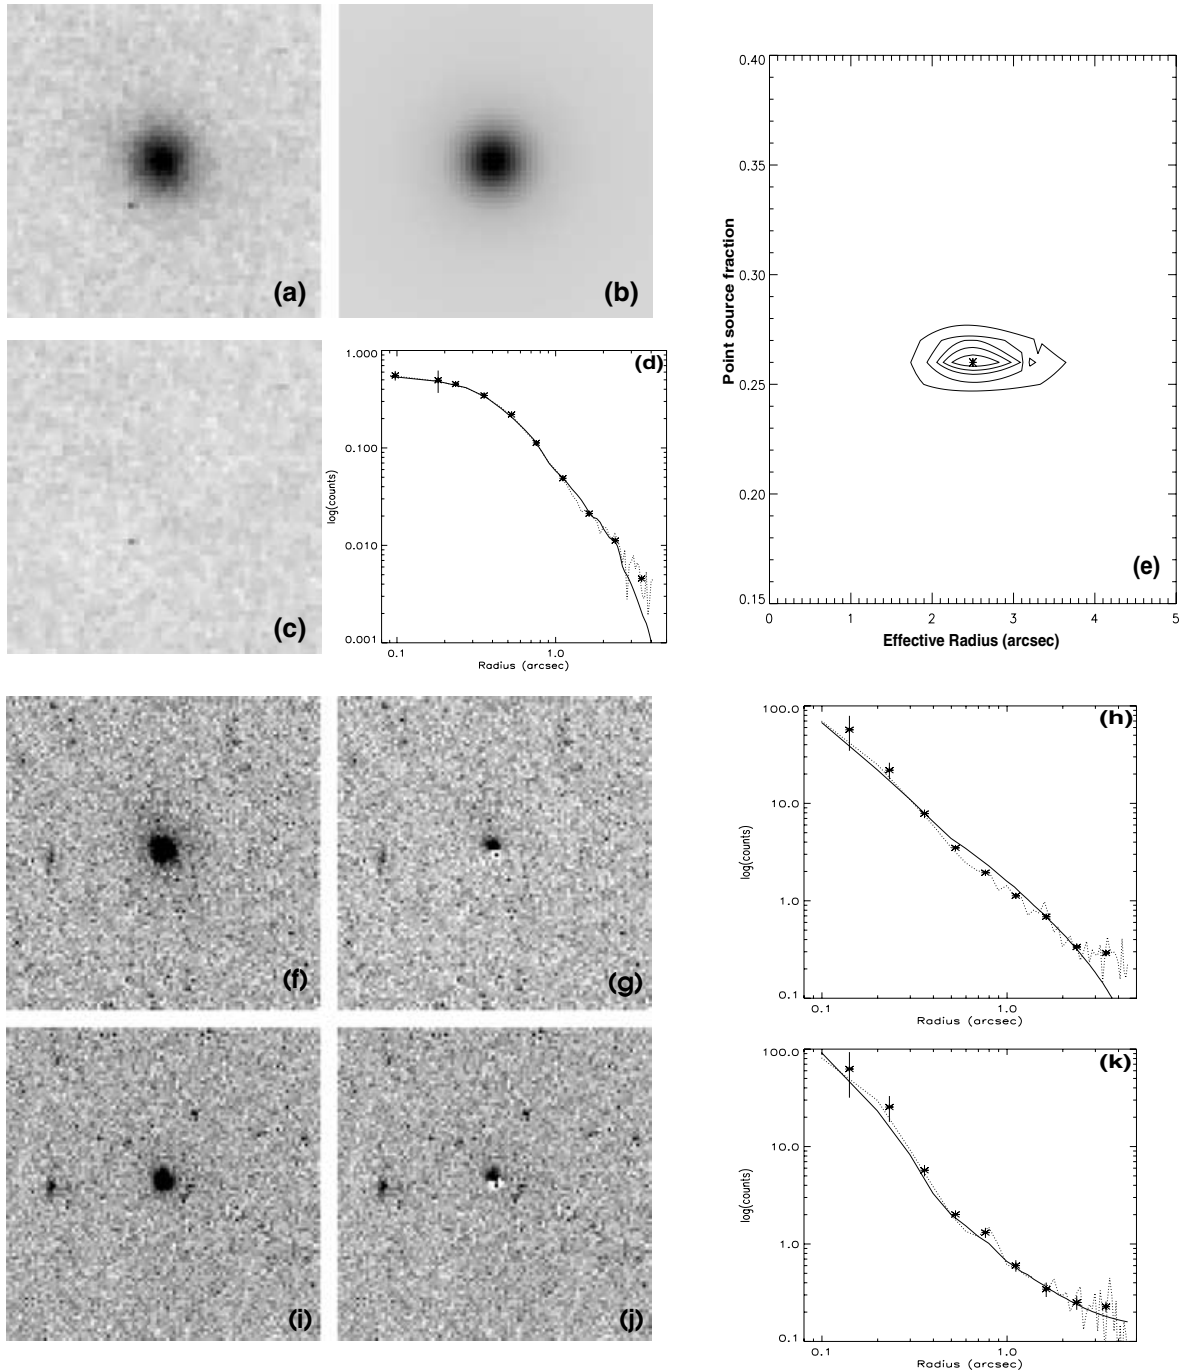 (a)
(b)
(c)
(d)
1.000
0.100
0.010
0.001
log(counts)
0.1
1.0
Radius (arcsec)
(e)
0.40
0.35
0.30
0.25
0.20
0.15
Point source fraction
0
1
2
3
4
5
Effective Radius (arcsec)
(f)
(g)
(h)
100.0
10.0
1.0
0.1
log(counts)
0.1
1.0
Radius (arcsec)
(i)
(j)
(k)
100.0
10.0
1.0
0.1
log(counts)
0.1
1.0
Radius (arcsec)